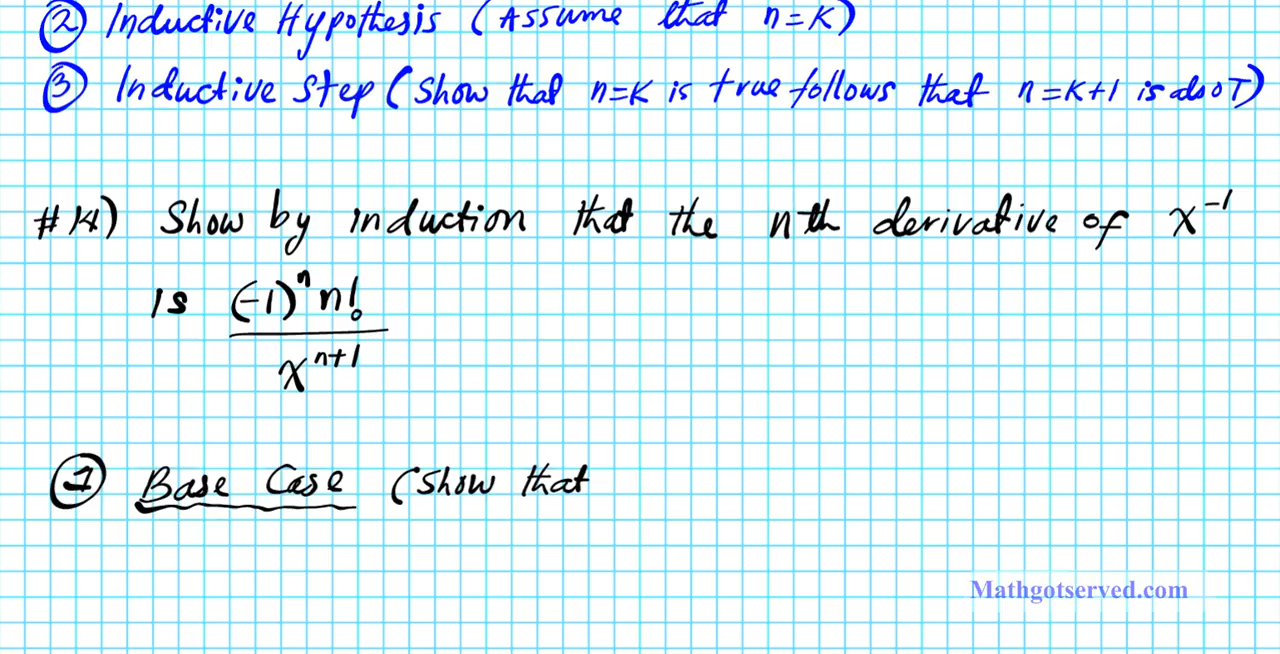 ② Inductive Hypothesis (Assume that n=K)
③ Inductive Step (Show that n=K is true follows that n=K+1 is also T)
#14) Show by induction that the nth derivative of x⁻¹
is (-1)ⁿ n!
xⁿ⁺¹
① Base Case (Show that
Mathgotserved.com